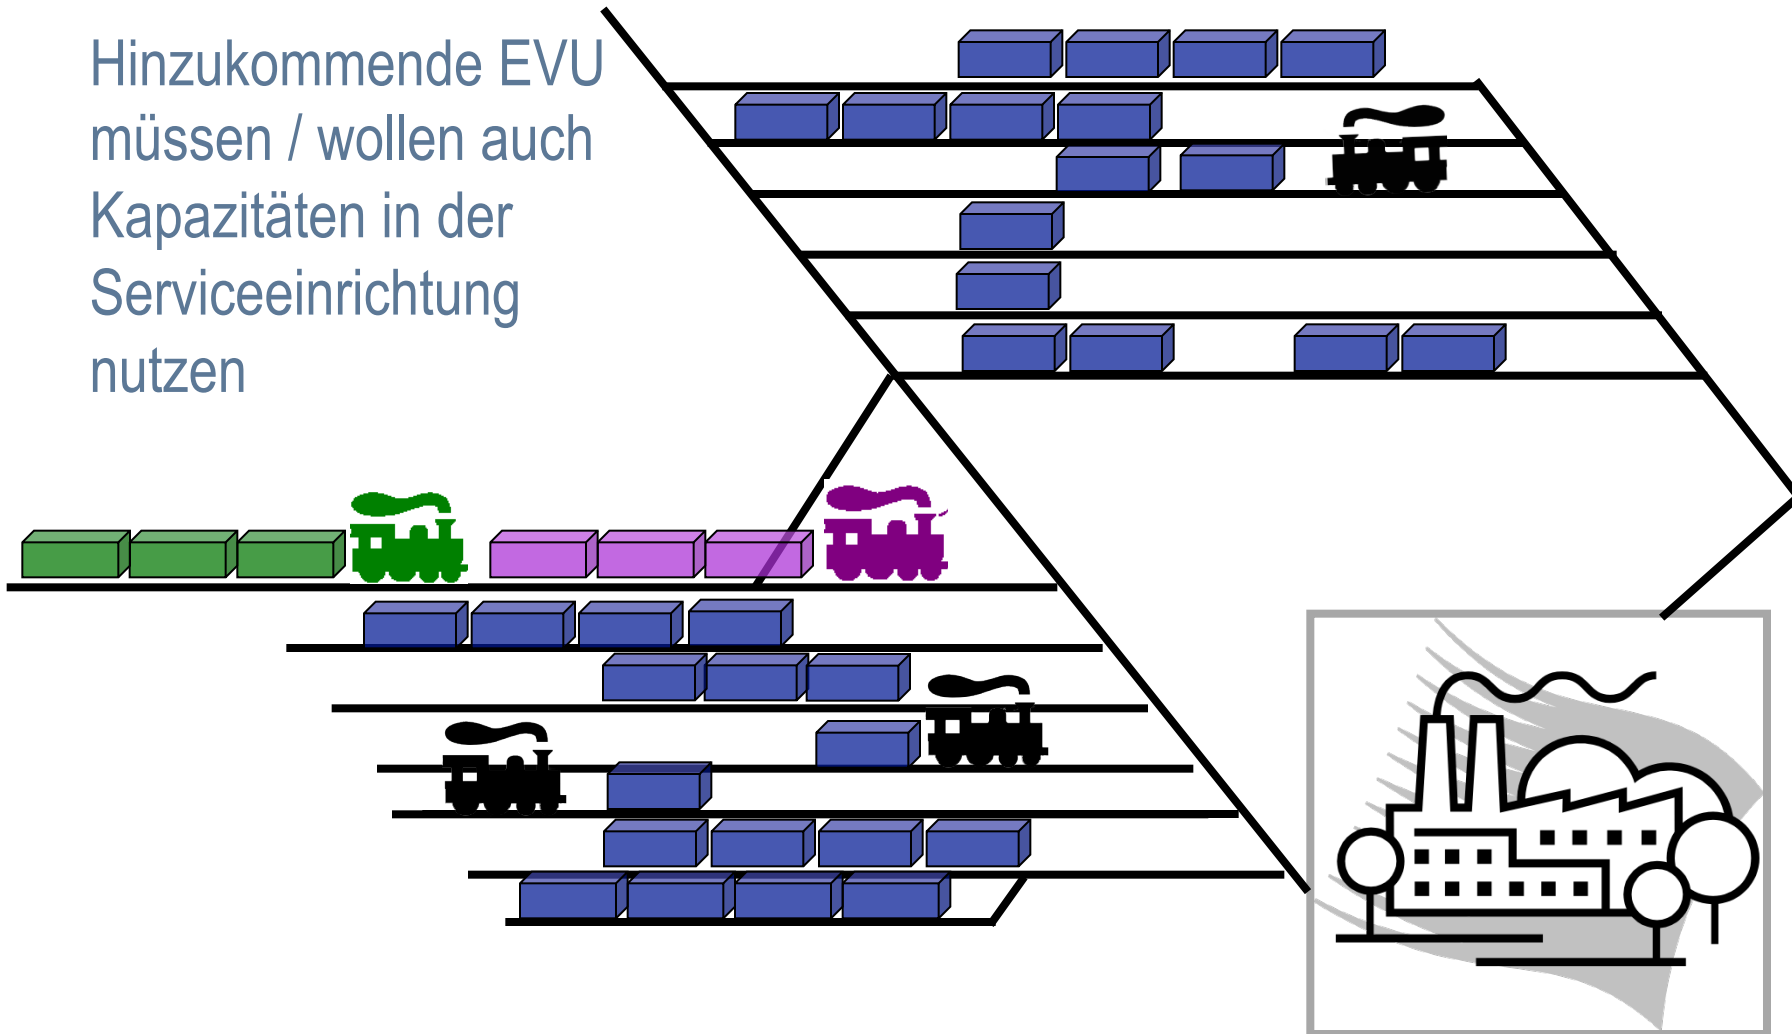 Hinzukommende EVU
müssen / wollen auch
Kapazitäten in der
Serviceeinrichtung
nutzen